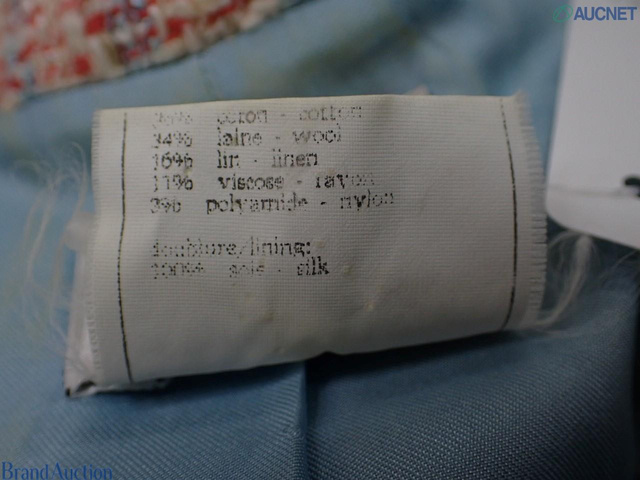 AUCNET
coton - cotton
34% laine - wool
16% lin - linen
11% viscose - rayon
3% polyamide - nylon
doublure/lining:
100% soie - silk
Brand Auction